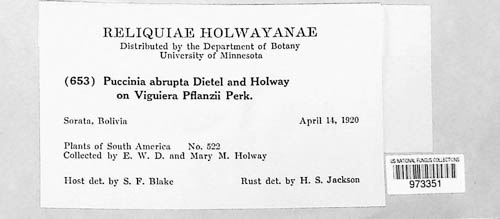 RELIQUIAE HOLWAYANAE
Distributed by the Department of Botany
University of Minnesota
(653) Puccinia abrupta Dietel and Holway
on Viguiera Pflanzii Perk.
Sorata, Bolivia April 14, 1920
Plants of South America No. 522
Collected by E. W. D. and Mary M. Holway
Host det. by S. F. Blake Rust det. by H. S. Jackson
US NATIONAL FUNGUS COLLECTIONS
973351